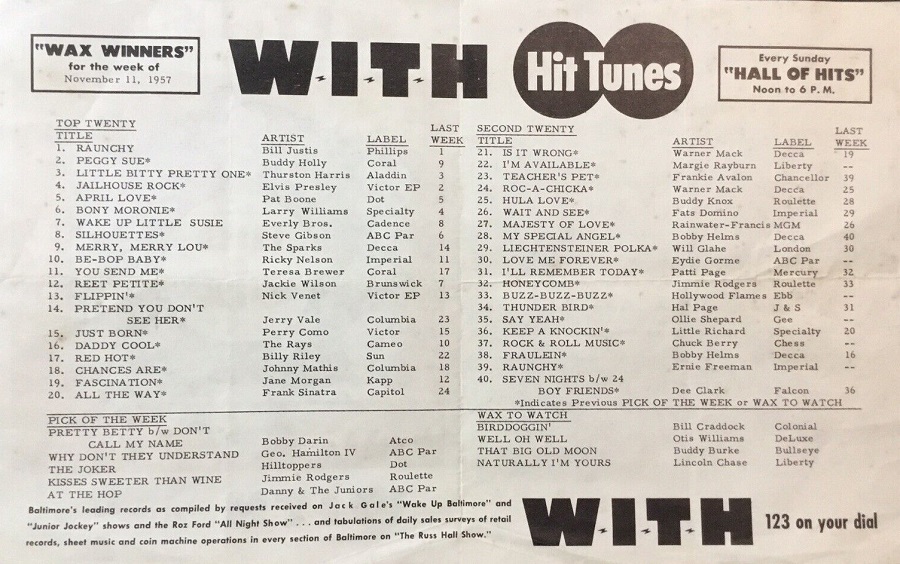 "WAX WINNERS"
for the week of
November 11, 1957
W·I·T·H
Hit Tunes
Every Sunday
"HALL OF HITS"
Noon to 6 P.M.
TOP TWENTY
TITLE ARTIST LABEL LAST WEEK
1. RAUNCHY Bill Justis Phillips 1
2. PEGGY SUE* Buddy Holly Coral 9
3. LITTLE BITTY PRETTY ONE* Thurston Harris Aladdin 3
4. JAILHOUSE ROCK* Elvis Presley Victor EP 2
5. APRIL LOVE* Pat Boone Dot 5
6. BONY MORONIE* Larry Williams Specialty 4
7. WAKE UP LITTLE SUSIE Everly Bros. Cadence 8
8. SILHOUETTES* Steve Gibson ABC Par 6
9. MERRY, MERRY LOU* The Sparks Decca 14
10. BE-BOP BABY* Ricky Nelson Imperial 11
11. YOU SEND ME* Teresa Brewer Coral 17
12. REET PETITE* Jackie Wilson Brunswick 7
13. FLIPPIN'* Nick Venet Victor EP 13
14. PRETEND YOU DON'T
SEE HER* Jerry Vale Columbia 23
15. JUST BORN* Perry Como Victor 15
16. DADDY COOL* The Rays Cameo 10
17. RED HOT* Billy Riley Sun 22
18. CHANCES ARE* Johnny Mathis Columbia 18
19. FASCINATION* Jane Morgan Kapp 12
20. ALL THE WAY* Frank Sinatra Capitol 24
SECOND TWENTY
TITLE ARTIST LABEL LAST WEEK
21. IS IT WRONG* Warner Mack Decca 19
22. I'M AVAILABLE* Margie Rayburn Liberty --
23. TEACHER'S PET* Frankie Avalon Chancellor 39
24. ROC-A-CHICKA* Warner Mack Decca 25
25. HULA LOVE* Buddy Knox Roulette 28
26. WAIT AND SEE* Fats Domino Imperial 29
27. MAJESTY OF LOVE* Rainwater-Francis MGM 26
28. MY SPECIAL ANGEL* Bobby Helms Decca 40
29. LIECHTENSTEINER POLKA* Will Glahe London 30
30. LOVE ME FOREVER* Eydie Gorme ABC Par --
31. I'LL REMEMBER TODAY* Patti Page Mercury 32
32. HONEYCOMB* Jimmie Rodgers Roulette 33
33. BUZZ-BUZZ-BUZZ* Hollywood Flames Ebb --
34. THUNDER BIRD* Hal Page J & S 31
35. SAY YEAH* Ollie Shepard Gee --
36. KEEP A KNOCKIN'* Little Richard Specialty 20
37. ROCK & ROLL MUSIC* Chuck Berry Chess --
38. FRAULEIN* Bobby Helms Decca 16
39. RAUNCHY* Ernie Freeman Imperial --
40. SEVEN NIGHTS b/w 24
BOY FRIENDS* Dee Clark Falcon 36
*Indicates Previous PICK OF THE WEEK or WAX TO WATCH
PICK OF THE WEEK
PRETTY BETTY b/w DON'T
CALL MY NAME Bobby Darin Atco
WHY DON'T THEY UNDERSTAND Geo. Hamilton IV ABC Par
THE JOKER Hilltoppers Dot
KISSES SWEETER THAN WINE Jimmie Rodgers Roulette
AT THE HOP Danny & The Juniors ABC Par
WAX TO WATCH
BIRDDOGGIN' Bill Craddock Colonial
WELL OH WELL Otis Williams DeLuxe
THAT BIG OLD MOON Buddy Burke Bullseye
NATURALLY I'M YOURS Lincoln Chase Liberty
Baltimore's leading records as compiled by requests received on Jack Gale's "Wake Up Baltimore" and
"Junior Jockey" shows and the Rox Ford "All Night Show" . . . and tabulations of daily sales surveys of retail
records, sheet music and coin machine operations in every section of Baltimore on "The Russ Hall Show."
W·I·T·H 123 on your dial